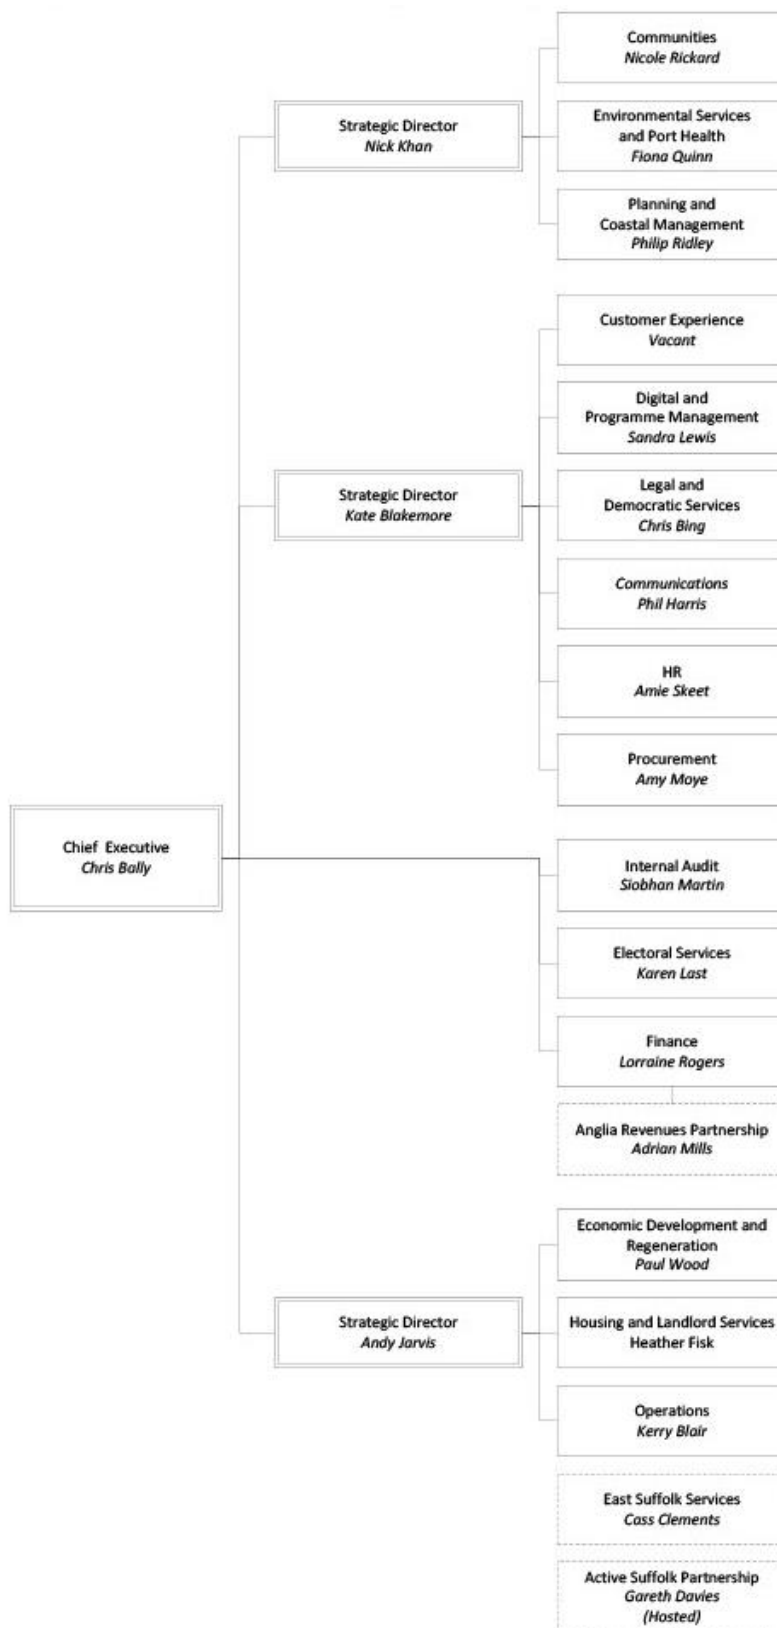 Communities
Nicole Rickard
Strategic Director
Nick Khan
Environmental Services
and Port Health
Fiona Quinn
Planning and
Coastal Management
Philip Ridley
Customer Experience
Vacant
Digital and
Programme Management
Sandra Lewis
Strategic Director
Kate Blakemore
Legal and
Democratic Services
Chris Bing
Communications
Phil Harris
HR
Amie Skeet
Procurement
Amy Moye
Chief Executive
Chris Bally
Internal Audit
Siobhan Martin
Electoral Services
Karen Last
Finance
Lorraine Rogers
Anglia Revenues Partnership
Adrian Mills
Economic Development and
Regeneration
Paul Wood
Strategic Director
Andy Jarvis
Housing and Landlord Services
Heather Fisk
Operations
Kerry Blair
East Suffolk Services
Cass Clements
Active Suffolk Partnership
Gareth Davies
(Hosted)